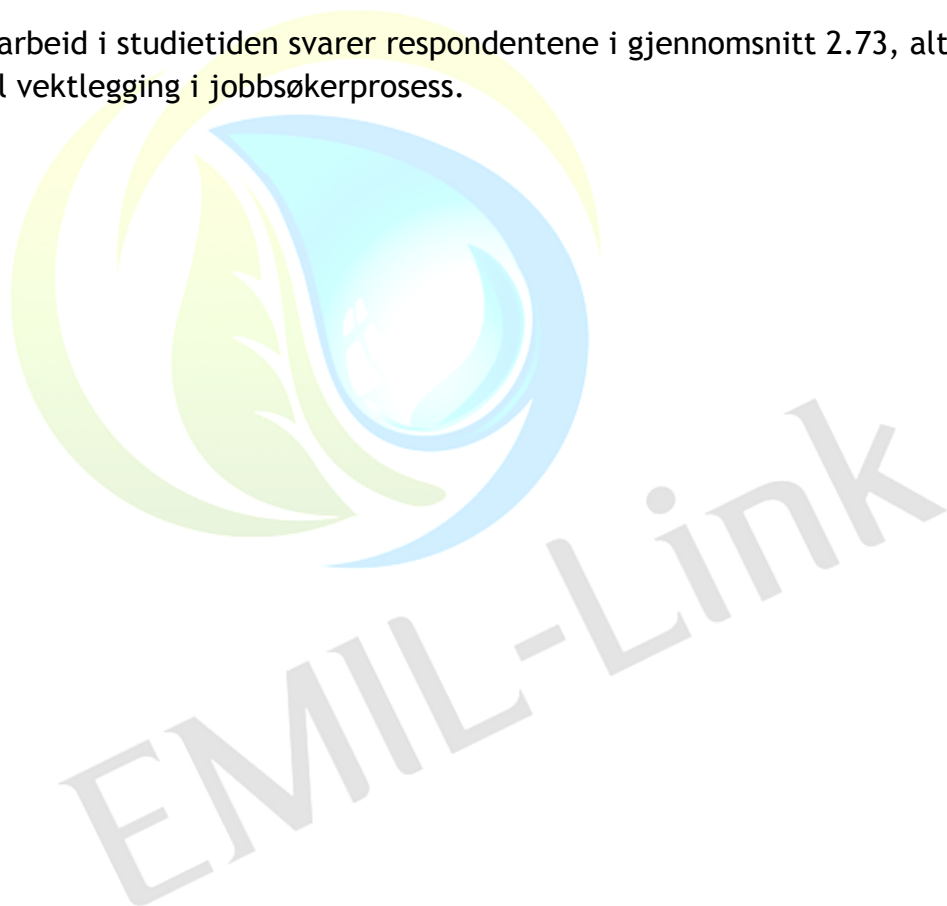 arbeid i studietiden svarer respondentene i gjennomsnitt 2.73, alt
l vektlegging i jobbsøkerprosess.
EMIL-Link